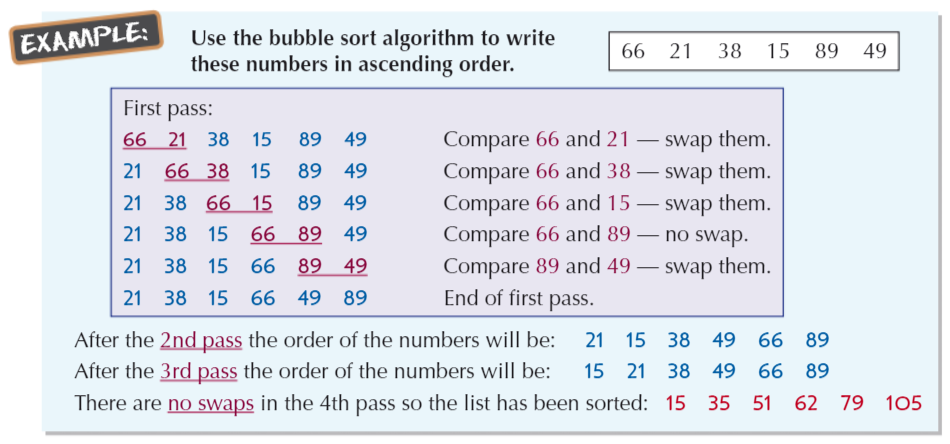 EXAMPLE:
Use the bubble sort algorithm to write
these numbers in ascending order.
66 21 38 15 89 49
First pass:
66 21 38 15 89 49 Compare 66 and 21 — swap them.
21 66 38 15 89 49 Compare 66 and 38 — swap them.
21 38 66 15 89 49 Compare 66 and 15 — swap them.
21 38 15 66 89 49 Compare 66 and 89 — no swap.
21 38 15 66 89 49 Compare 89 and 49 — swap them.
21 38 15 66 49 89 End of first pass.
After the 2nd pass the order of the numbers will be: 21 15 38 49 66 89
After the 3rd pass the order of the numbers will be: 15 21 38 49 66 89
There are no swaps in the 4th pass so the list has been sorted: 15 35 51 62 79 105